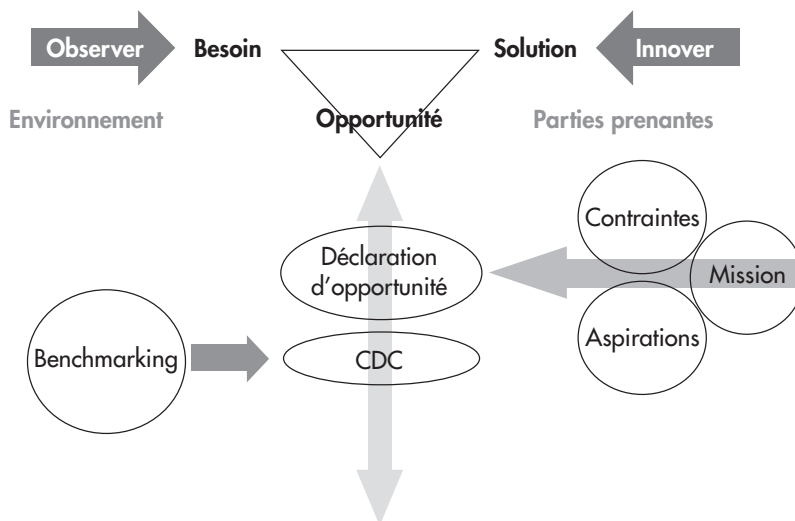 Observer Besoin Solution Innover
Environnement Opportunité Parties prenantes
Contraintes
Déclaration
d'opportunité
Mission
Aspirations
Benchmarking CDC